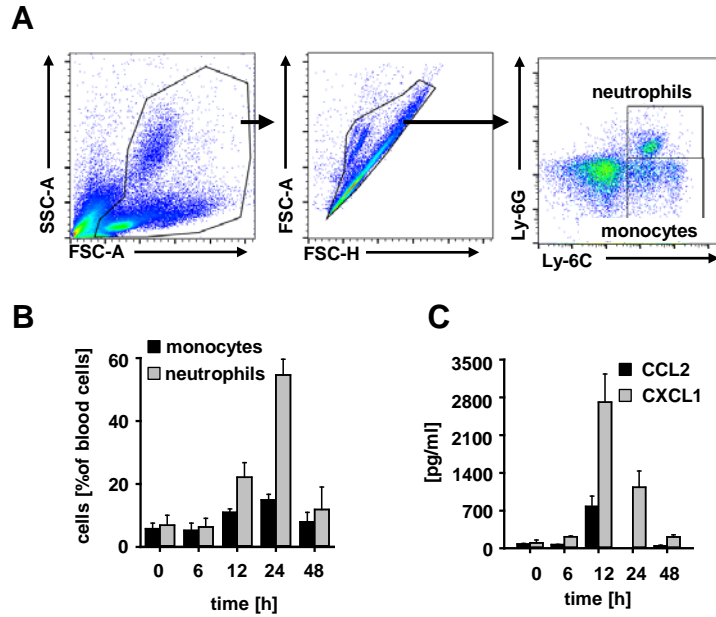 A
SSC-A
FSC-A
FSC-A
FSC-H
neutrophils
monocytes
Ly-6G
Ly-6C
B
monocytes
neutrophils
cells [%of blood cells]
60
40
20
0
0 6 12 24 48
time [h]
C
CCL2
CXCL1
[pg/ml]
3500
2800
2100
1400
700
0
0 6 12 24 48
time [h]